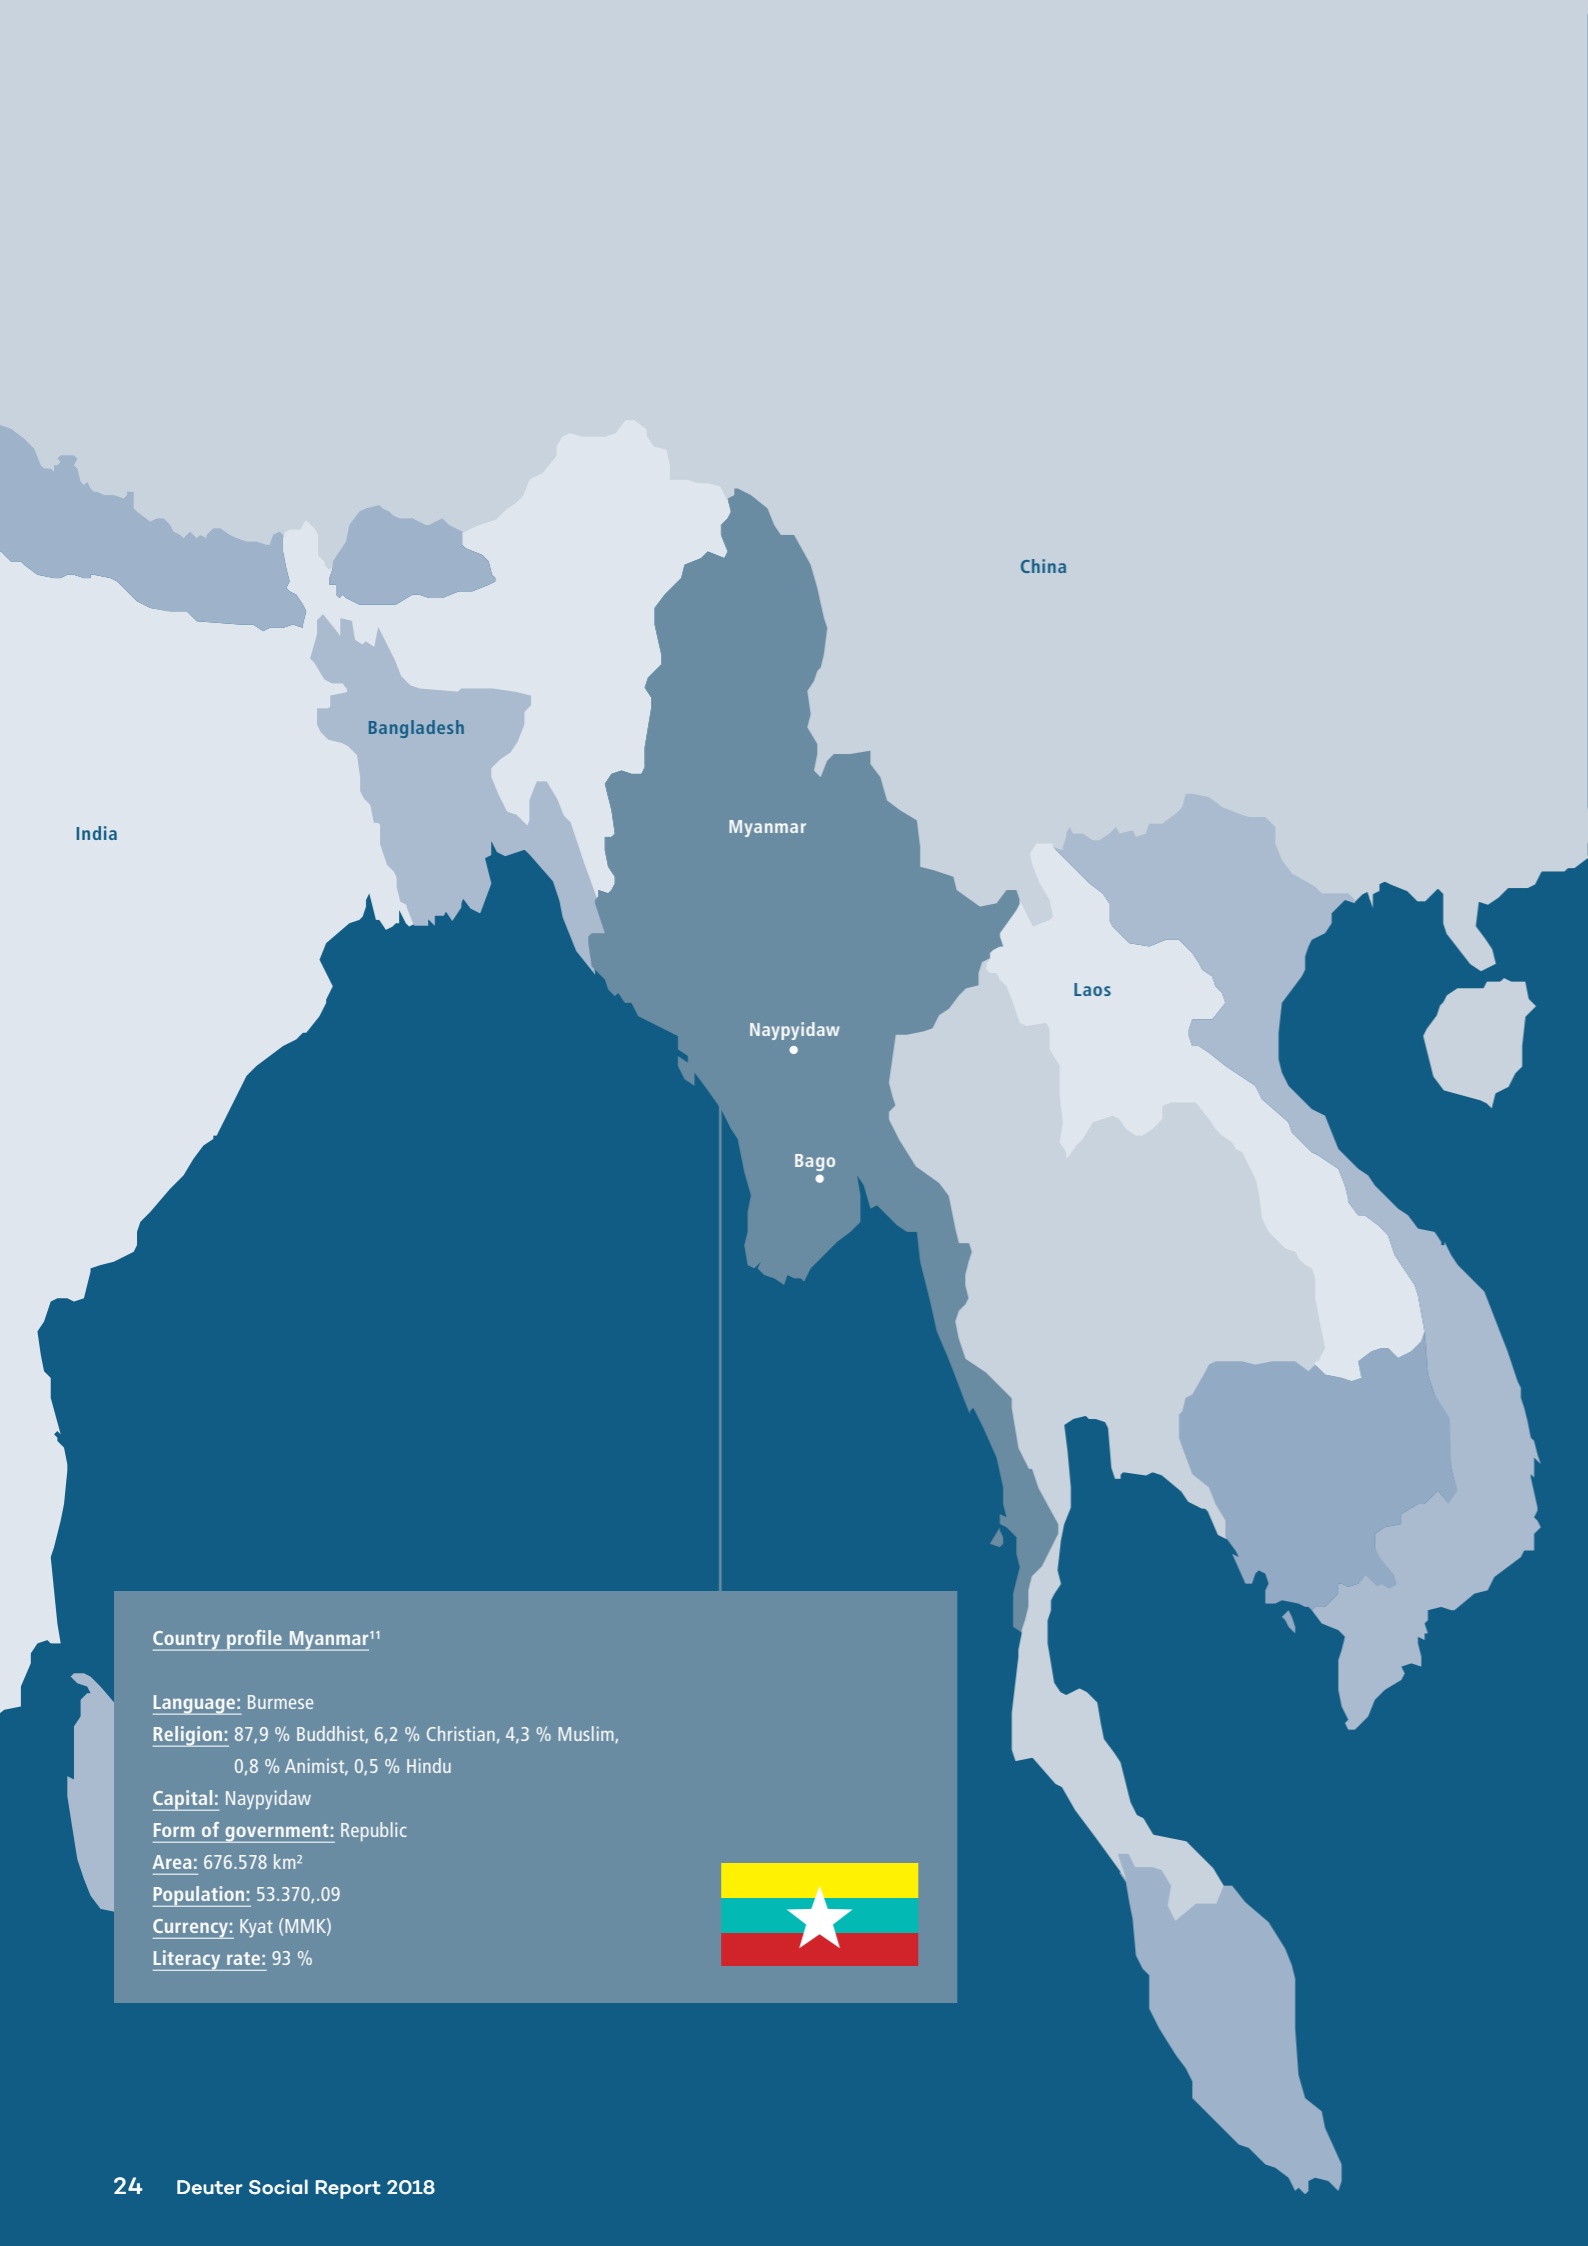 China
Bangladesh
Myanmar
India
Laos
Naypyidaw
Bago
Country profile Myanmar¹¹
Language: Burmese
Religion: 87,9 % Buddhist, 6,2 % Christian, 4,3 % Muslim,
0,8 % Animist, 0,5 % Hindu
Capital: Naypyidaw
Form of government: Republic
Area: 676.578 km²
Population: 53.370,.09
Currency: Kyat (MMK)
Literacy rate: 93 %
24 Deuter Social Report 2018